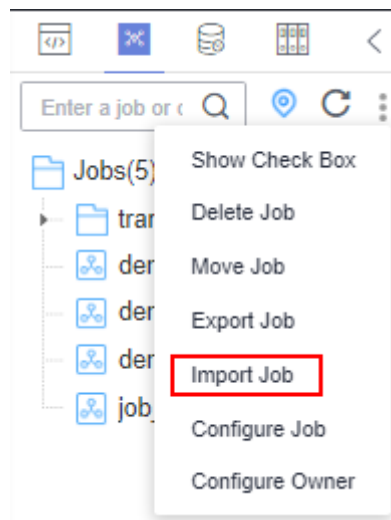 </>
Enter a job or
Jobs(5)
Show Check Box
Delete Job
Move Job
Export Job
Import Job
Configure Job
Configure Owner
job_